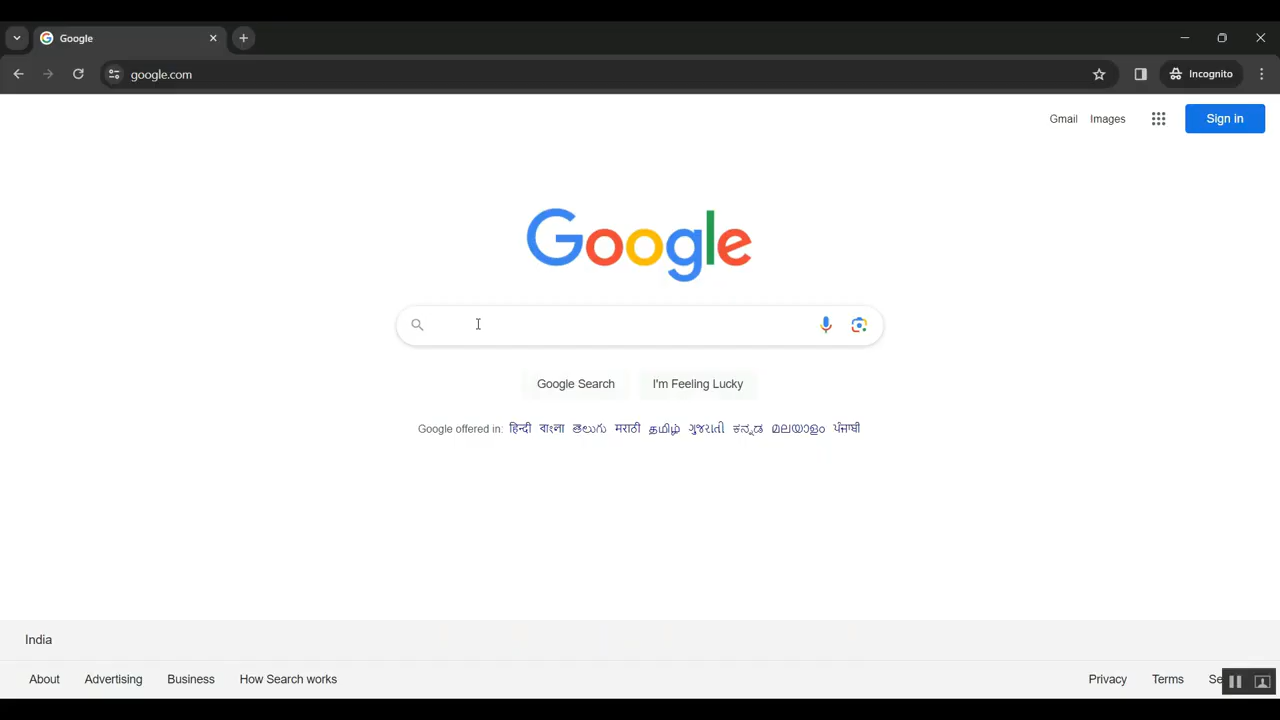 Google
google.com
Incognito
Gmail Images Sign in
Google
Google Search I'm Feeling Lucky
Google offered in: हिन्दी বাংলা తెలుగు मराठी தமிழ் ગુજરાતી ಕನ್ನಡ മലയാളം ਪੰਜਾਬੀ
India
About Advertising Business How Search works Privacy Terms Se